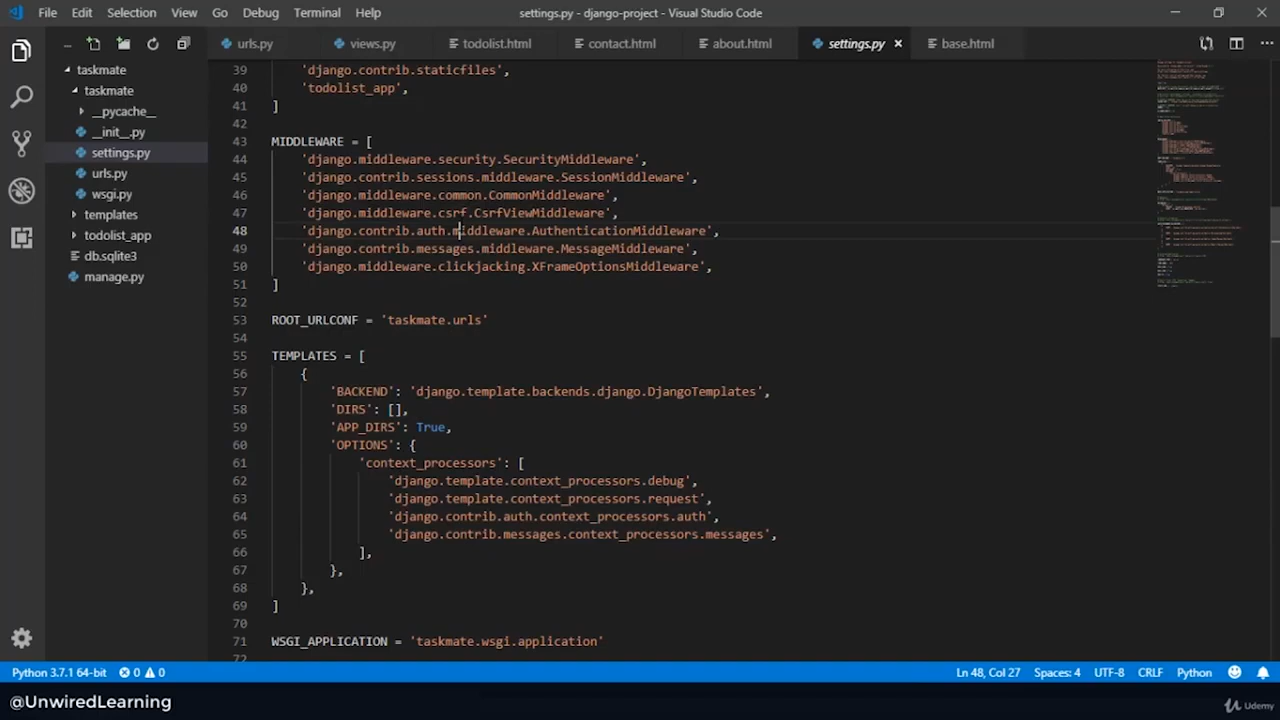 File Edit Selection View Go Debug Terminal Help settings.py - django-project - Visual Studio Code
urls.py views.py todolist.html contact.html about.html settings.py base.html
taskmate
taskmate
__pycache__
__init__.py
settings.py
urls.py
wsgi.py
templates
todolist_app
db.sqlite3
manage.py
39 'django.contrib.staticfiles',
40 'todolist_app',
41 ]
42
43 MIDDLEWARE = [
44 'django.middleware.security.SecurityMiddleware',
45 'django.contrib.sessions.middleware.SessionMiddleware',
46 'django.middleware.common.CommonMiddleware',
47 'django.middleware.csrf.CsrfViewMiddleware',
48 'django.contrib.auth.middleware.AuthenticationMiddleware',
49 'django.contrib.messages.middleware.MessageMiddleware',
50 'django.middleware.clickjacking.XFrameOptionsMiddleware',
51 ]
52
53 ROOT_URLCONF = 'taskmate.urls'
54
55 TEMPLATES = [
56 {
57 'BACKEND': 'django.template.backends.django.DjangoTemplates',
58 'DIRS': [],
59 'APP_DIRS': True,
60 'OPTIONS': {
61 'context_processors': [
62 'django.template.context_processors.debug',
63 'django.template.context_processors.request',
64 'django.contrib.auth.context_processors.auth',
65 'django.contrib.messages.context_processors.messages',
66 ],
67 },
68 },
69 ]
70
71 WSGI_APPLICATION = 'taskmate.wsgi.application'
72
Python 3.7.1 64-bit 0 0 Ln 48, Col 27 Spaces: 4 UTF-8 CRLF Python
@UnwiredLearning
Udemy